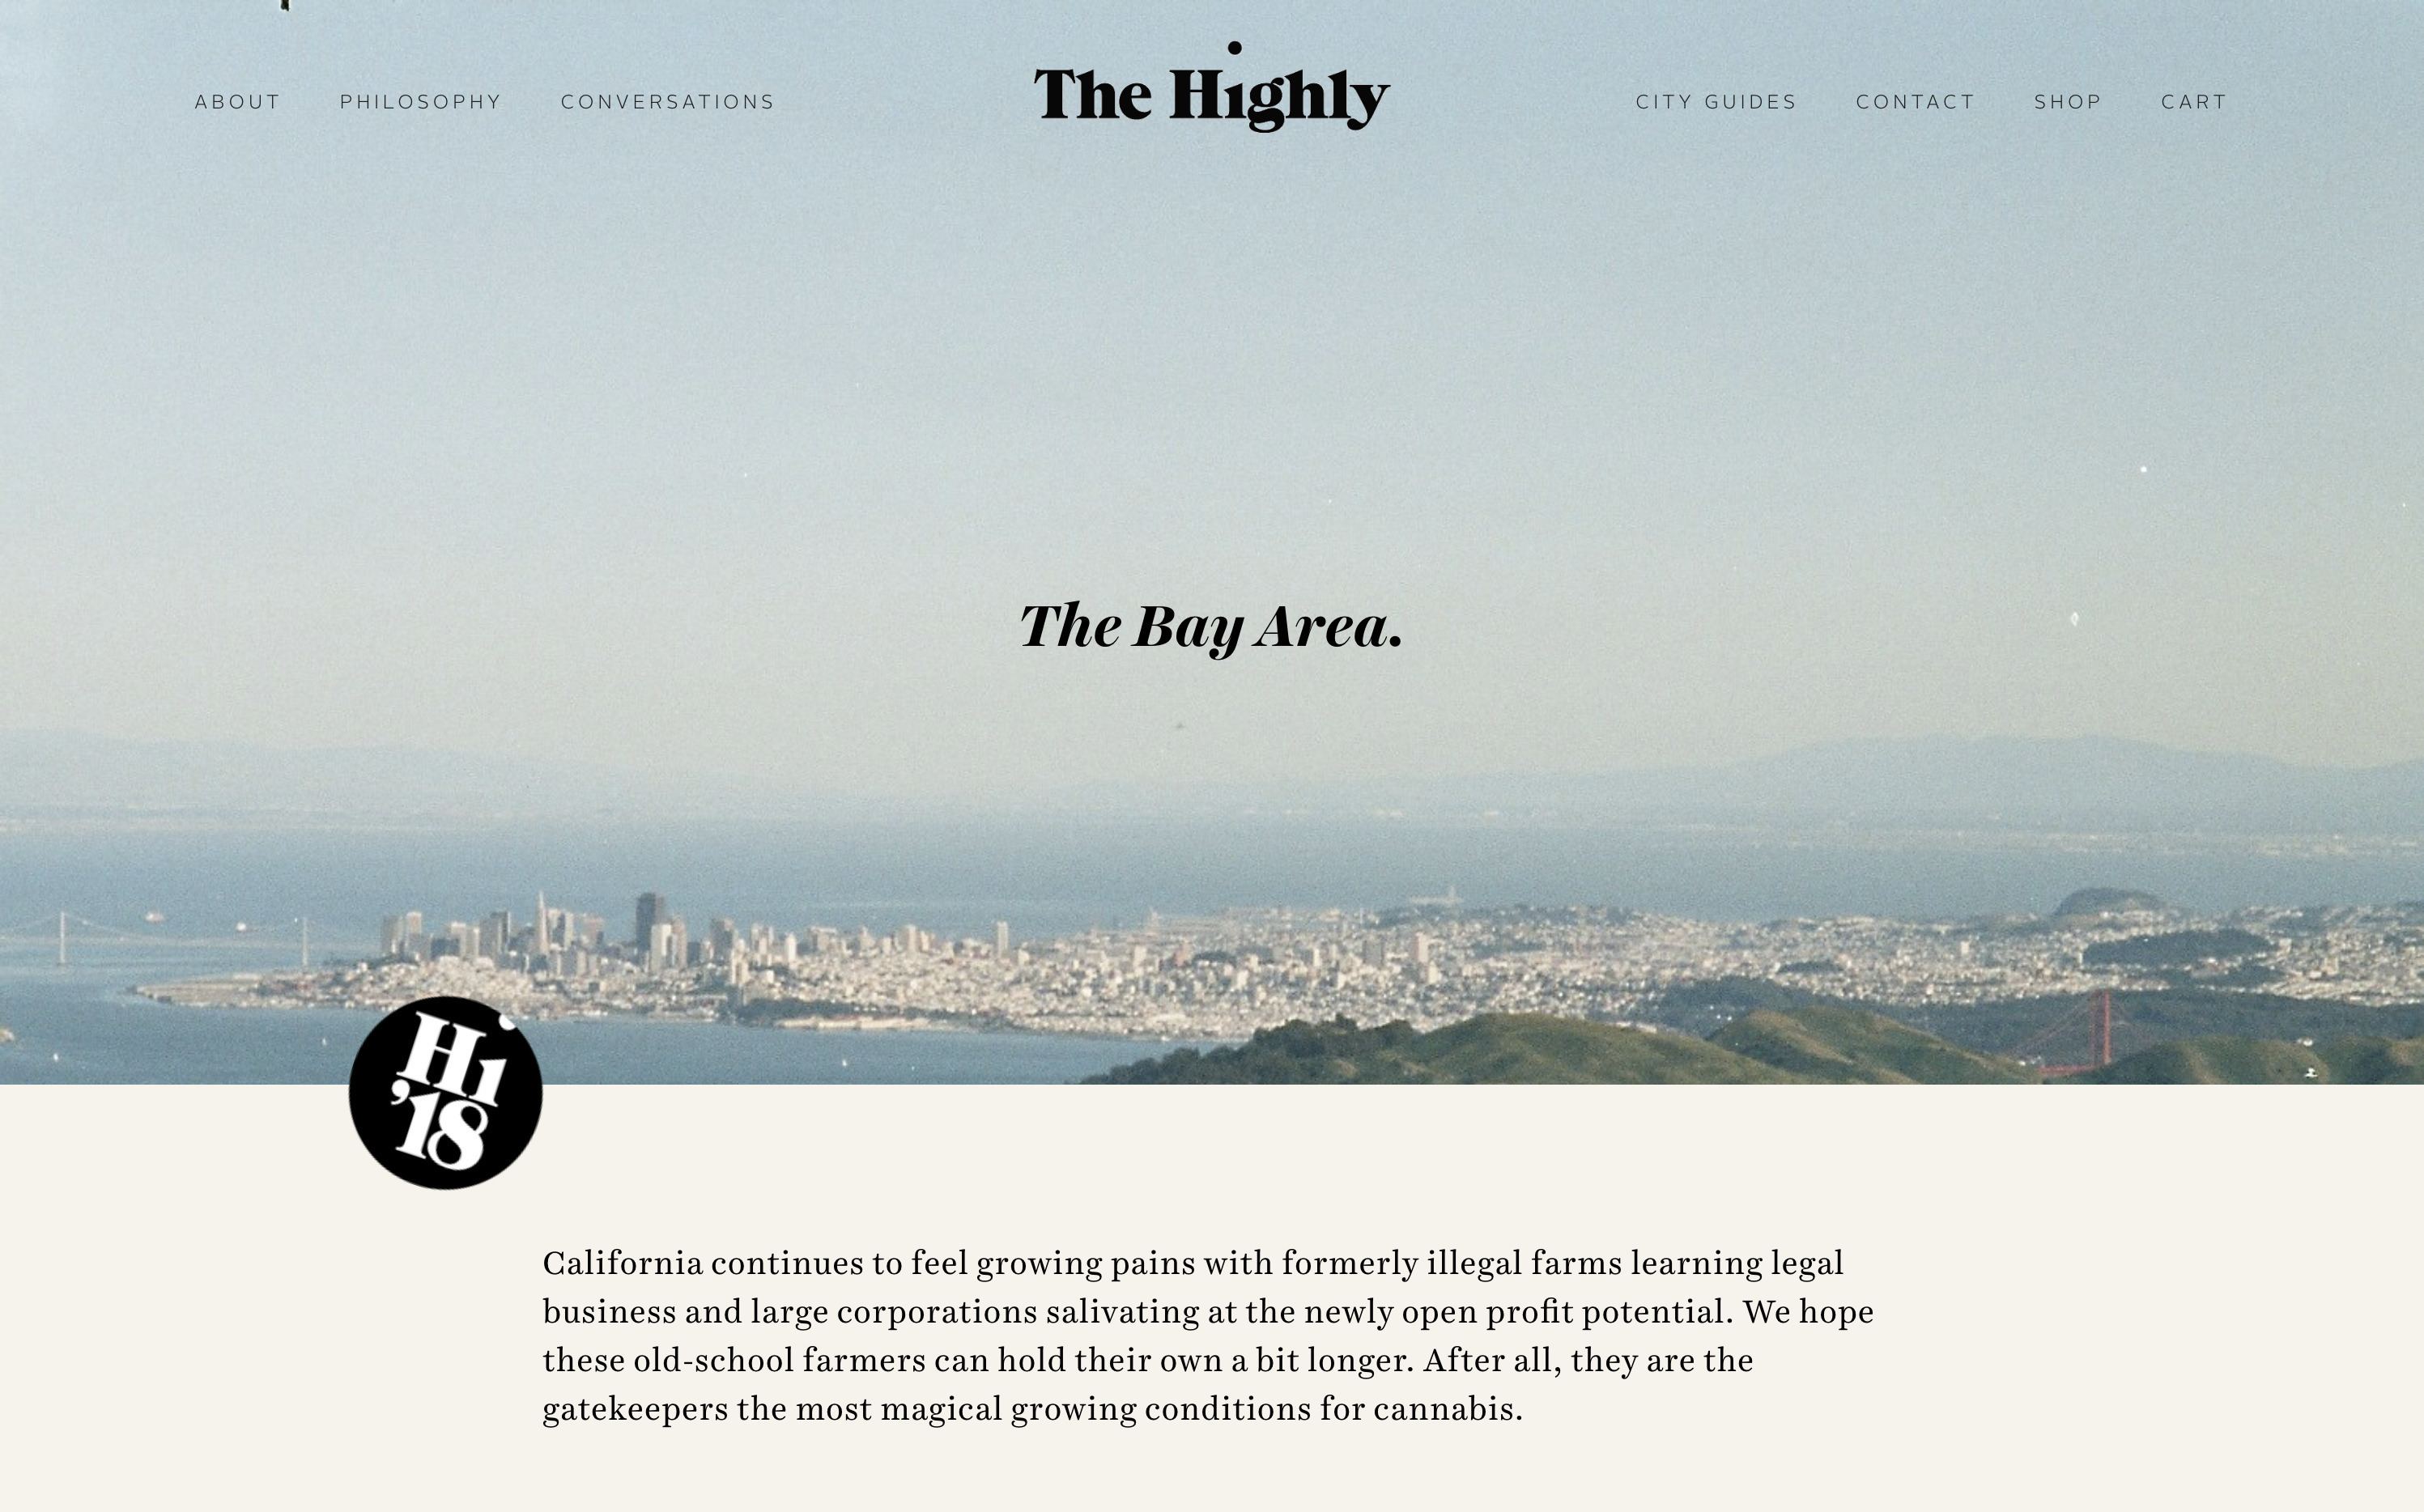 ABOUT PHILOSOPHY CONVERSATIONS The Highly CITY GUIDES CONTACT SHOP CART
The Bay Area.
Hi
’18
California continues to feel growing pains with formerly illegal farms learning legal
business and large corporations salivating at the newly open profit potential. We hope
these old-school farmers can hold their own a bit longer. After all, they are the
gatekeepers the most magical growing conditions for cannabis.